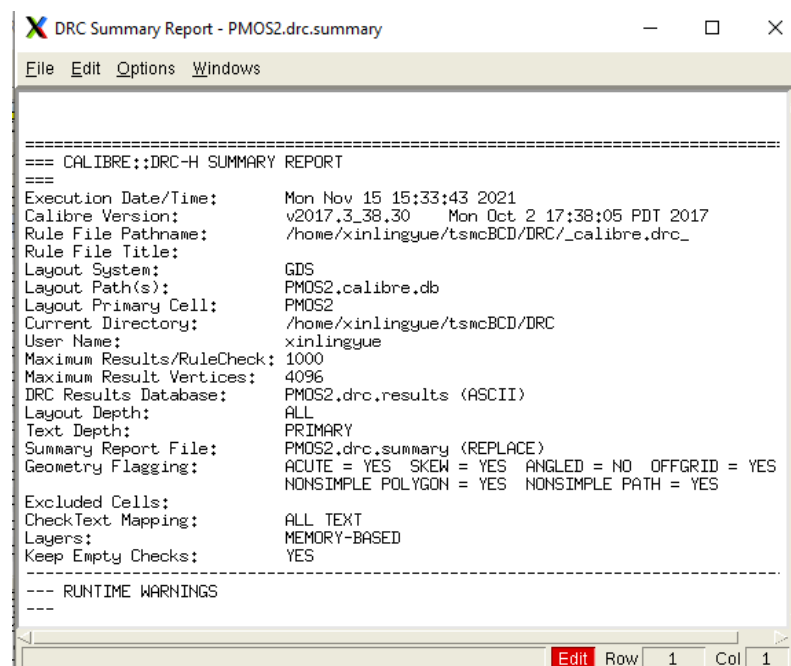 DRC Summary Report - PMOS2.drc.summary
File Edit Options Windows
================================================================================
=== CALIBRE::DRC-H SUMMARY REPORT
===
Execution Date/Time: Mon Nov 15 15:33:43 2021
Calibre Version: v2017.3_38.30 Mon Oct 2 17:38:05 PDT 2017
Rule File Pathname: /home/xinlingyue/tsmcBCD/DRC/_calibre.drc_
Rule File Title:
Layout System: GDS
Layout Path(s): PMOS2.calibre.db
Layout Primary Cell: PMOS2
Current Directory: /home/xinlingyue/tsmcBCD/DRC
User Name: xinlingyue
Maximum Results/RuleCheck: 1000
Maximum Result Vertices: 4096
DRC Results Database: PMOS2.drc.results (ASCII)
Layout Depth: ALL
Text Depth: PRIMARY
Summary Report File: PMOS2.drc.summary (REPLACE)
Geometry Flagging: ACUTE = YES SKEW = YES ANGLED = NO OFFGRID = YES
NONSIMPLE POLYGON = YES NONSIMPLE PATH = YES
Excluded Cells:
CheckText Mapping: ALL TEXT
Layers: MEMORY-BASED
Keep Empty Checks: YES
--------------------------------------------------------------------------------
--- RUNTIME WARNINGS
---
Edit Row 1 Col 1